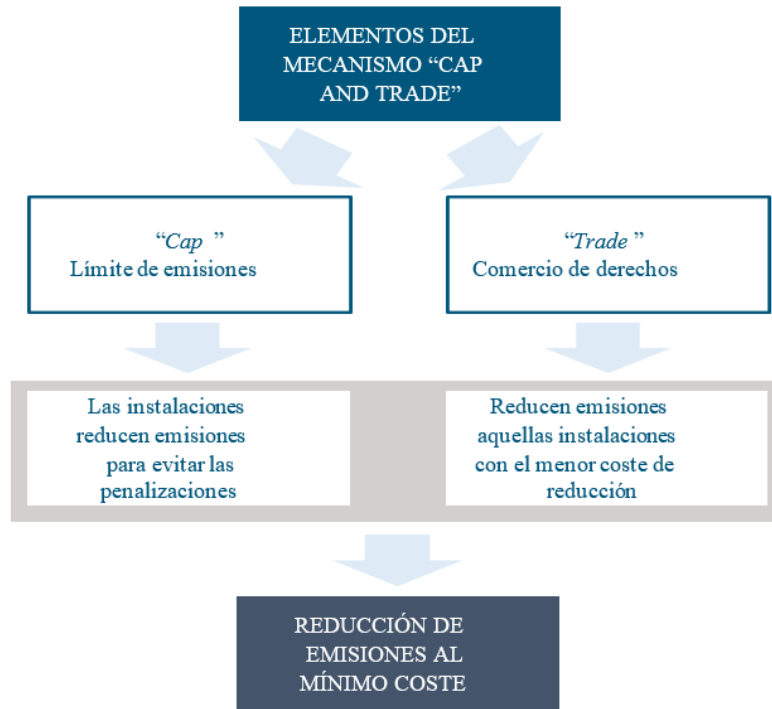 ELEMENTOS DEL
MECANISMO “CAP
AND TRADE”
“Cap ”
Límite de emisiones
“Trade ”
Comercio de derechos
Las instalaciones
reducen emisiones
para evitar las
penalizaciones
Reducen emisiones
aquellas instalaciones
con el menor coste de
reducción
REDUCCIÓN DE
EMISIONES AL
MÍNIMO COSTE